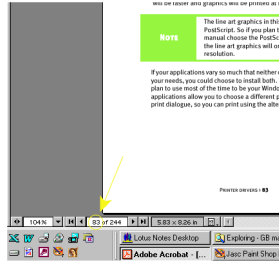 will be faster and graphics will be printed at
NOTE
The line art graphics in this
PostScript. So if you plan t
manual choose the PostSc
the line art graphics will or
resolution.
If your applications vary so much that neither
your needs, you could choose to install both.
plan to use most of the time to be your Windo
applications allow you to choose a different p
print dialogue, so you can print using the alte
PRINTER DRIVERS • 83
104% 83 of 244 5.83 x 8.26 in
Lotus Notes Desktop Exploring - GB ma
Adobe Acrobat - [... Jasc Paint Shop